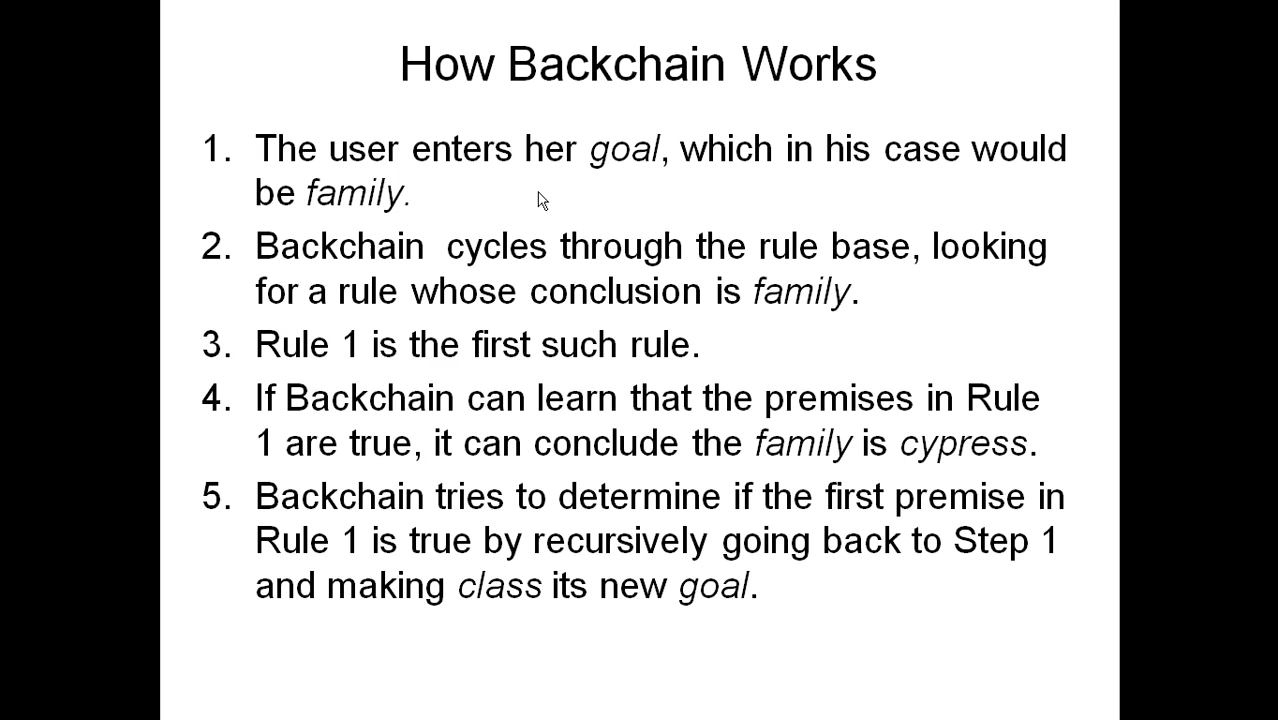 How Backchain Works
1. The user enters her goal, which in his case would
be family.
2. Backchain cycles through the rule base, looking
for a rule whose conclusion is family.
3. Rule 1 is the first such rule.
4. If Backchain can learn that the premises in Rule
1 are true, it can conclude the family is cypress.
5. Backchain tries to determine if the first premise in
Rule 1 is true by recursively going back to Step 1
and making class its new goal.